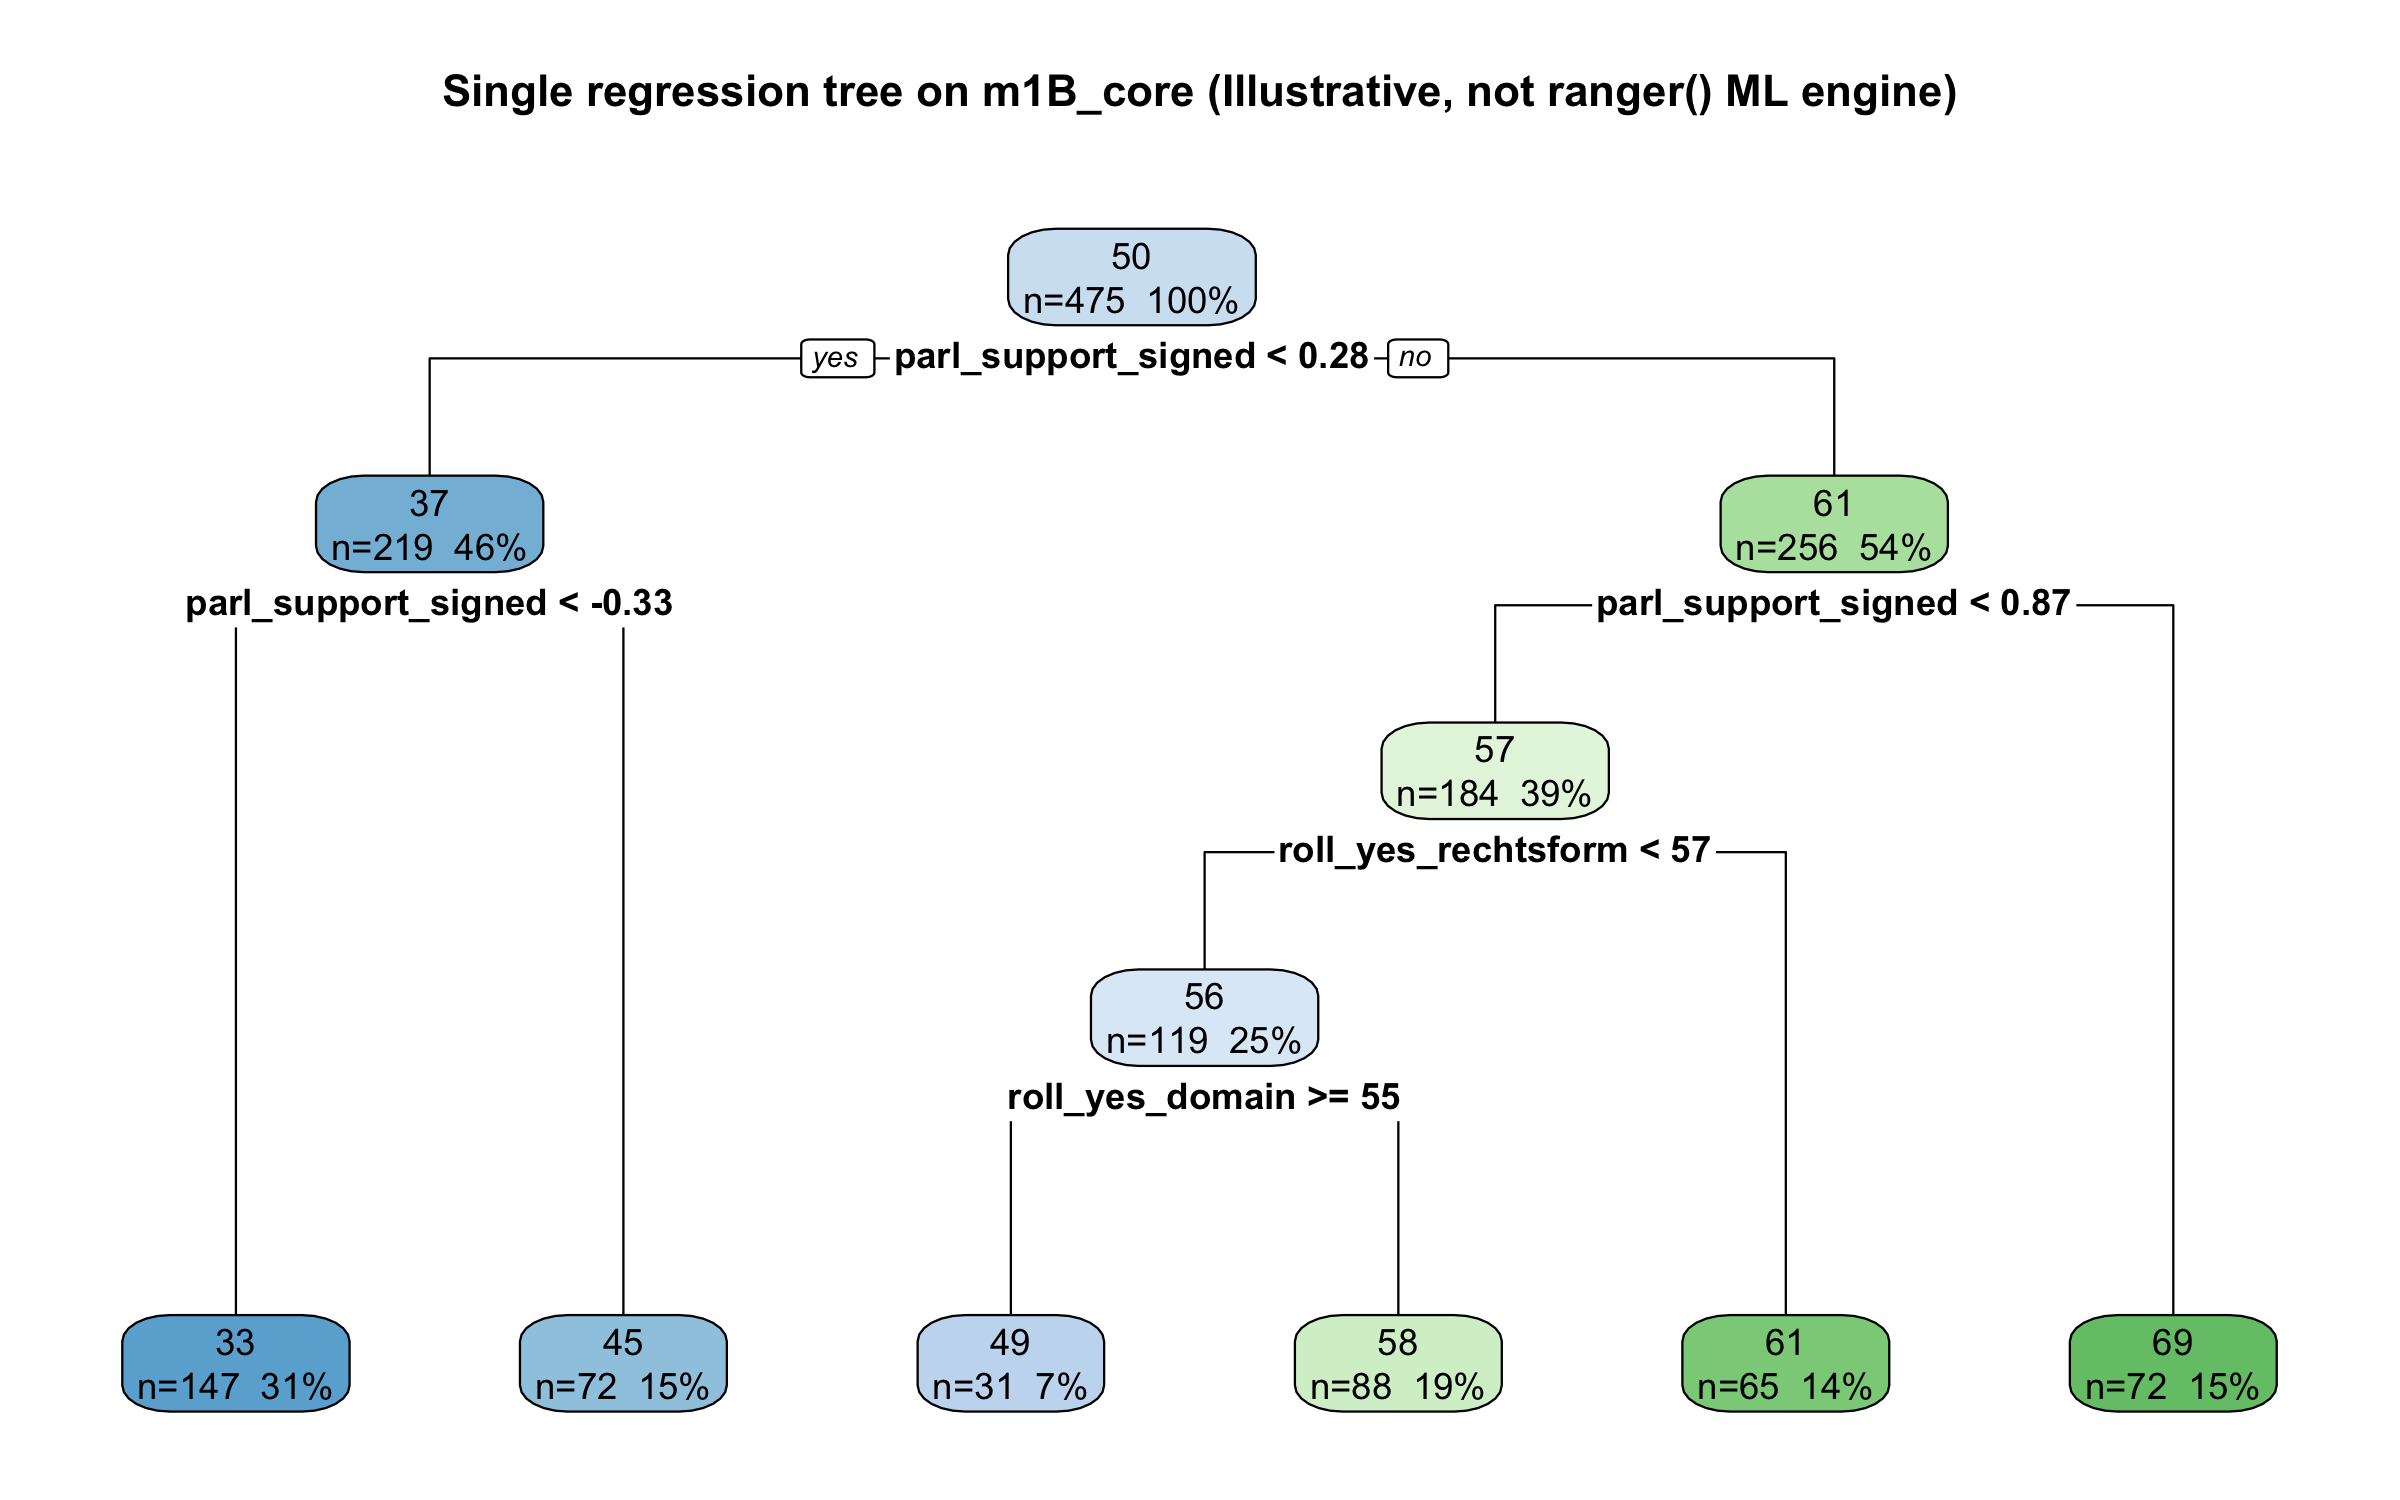 Single regression tree on m1B_core (Illustrative, not ranger() ML engine)
50
n=475 100%
yes
parl_support_signed < 0.28
no
37
n=219 46%
61
n=256 54%
parl_support_signed < -0.33
parl_support_signed < 0.87
57
n=184 39%
roll_yes_rechtsform < 57
56
n=119 25%
roll_yes_domain >= 55
33
n=147 31%
45
n=72 15%
49
n=31 7%
58
n=88 19%
61
n=65 14%
69
n=72 15%